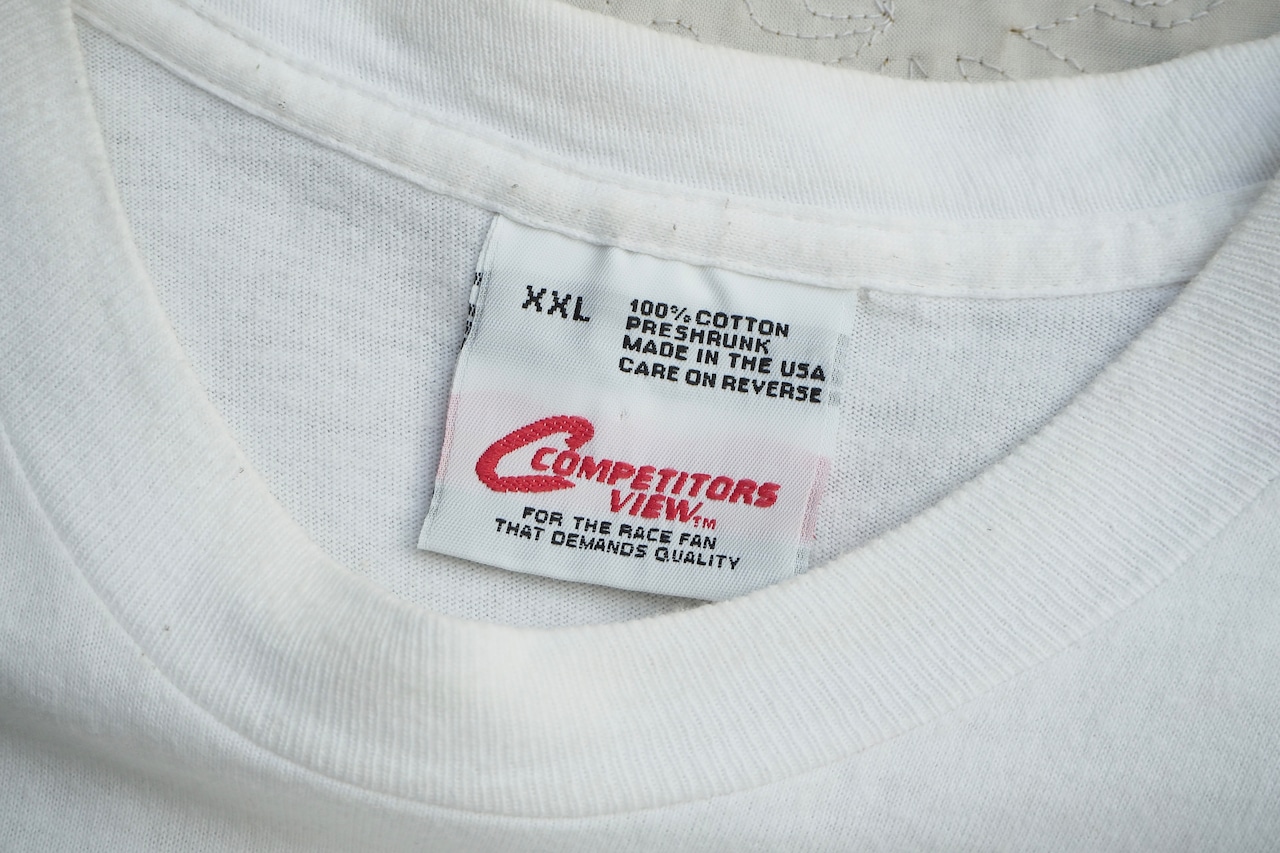 XXL
100% COTTON
PRESHRUNK
MADE IN THE USA
CARE ON REVERSE
COMPETITORS
VIEW™
FOR THE RACE FAN
THAT DEMANDS QUALITY